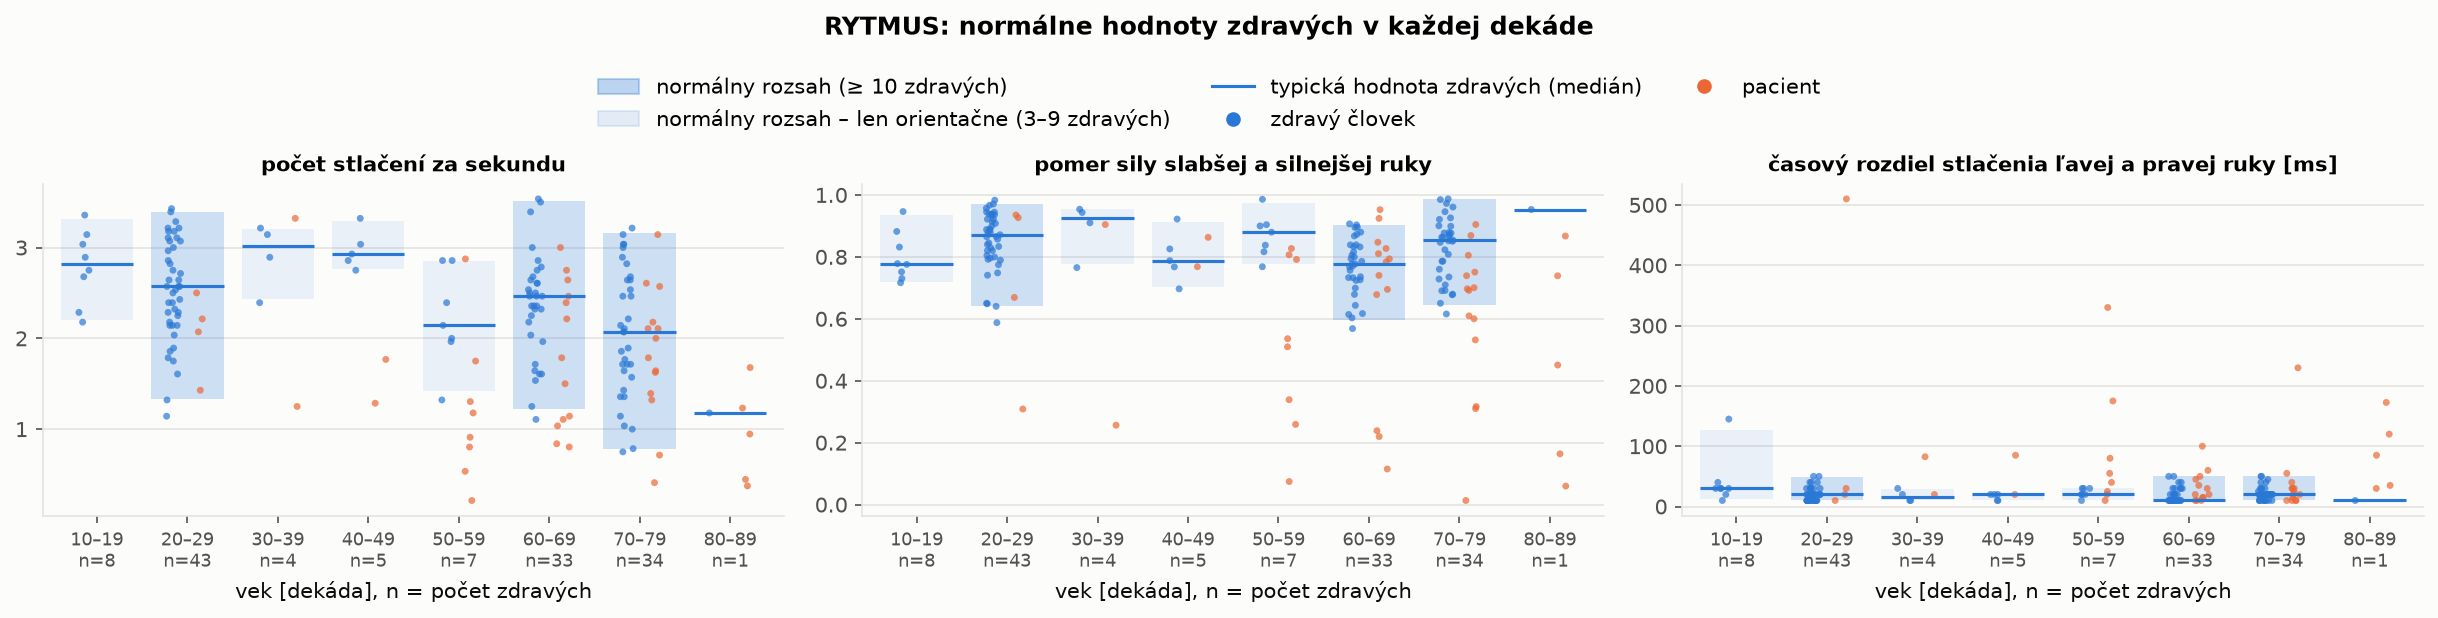 RYTMUS: normálne hodnoty zdravých v každej dekáde
normálny rozsah (≥ 10 zdravých)
normálny rozsah – len orientačne (3–9 zdravých)
typická hodnota zdravých (medián)
zdravý človek
pacient
počet stlačení za sekundu
3
2
1
10–19 20–29 30–39 40–49 50–59 60–69 70–79 80–89
n=8 n=43 n=4 n=5 n=7 n=33 n=34 n=1
vek [dekáda], n = počet zdravých
pomer sily slabšej a silnejšej ruky
1.0
0.8
0.6
0.4
0.2
0.0
10–19 20–29 30–39 40–49 50–59 60–69 70–79 80–89
n=8 n=43 n=4 n=5 n=7 n=33 n=34 n=1
vek [dekáda], n = počet zdravých
časový rozdiel stlačenia ľavej a pravej ruky [ms]
500
400
300
200
100
0
10–19 20–29 30–39 40–49 50–59 60–69 70–79 80–89
n=8 n=43 n=4 n=5 n=7 n=33 n=34 n=1
vek [dekáda], n = počet zdravých